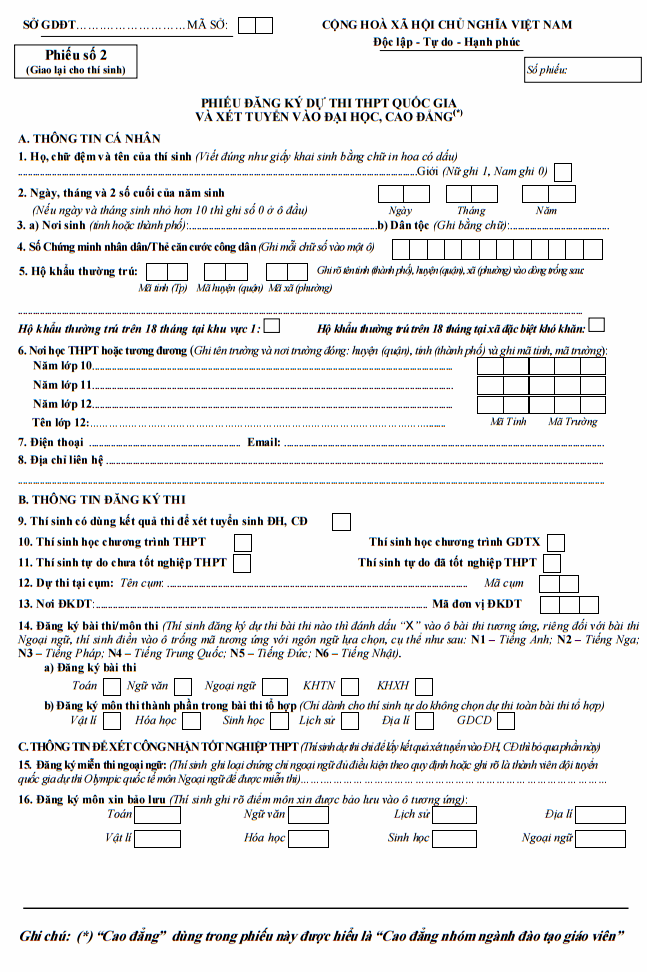 SỞ GDĐT……………………… MÃ SỞ:
CỘNG HOÀ XÃ HỘI CHỦ NGHĨA VIỆT NAM
Độc lập - Tự do - Hạnh phúc
Phiếu số 2
(Giao lại cho thí sinh)
Số phiếu:
PHIẾU ĐĂNG KÝ DỰ THI THPT QUỐC GIA
VÀ XÉT TUYỂN VÀO ĐẠI HỌC, CAO ĐẲNG(*)
A. THÔNG TIN CÁ NHÂN
1. Họ, chữ đệm và tên của thí sinh (Viết đúng như giấy khai sinh bằng chữ in hoa có dấu)
................................................Giới (Nữ ghi 1, Nam ghi 0)
2. Ngày, tháng và 2 số cuối của năm sinh
(Nếu ngày và tháng sinh nhỏ hơn 10 thì ghi số 0 ở ô đầu) Ngày Tháng Năm
3. a) Nơi sinh (tỉnh hoặc thành phố):................................b) Dân tộc (Ghi bằng chữ):....................
4. Số Chứng minh nhân dân/Thẻ căn cước công dân (Ghi mỗi chữ số vào một ô)
5. Hộ khẩu thường trú: Ghi rõ tên tỉnh (thành phố), huyện (quận), xã (phường) vào dòng trống sau:
Mã tỉnh (Tp) Mã huyện (quận) Mã xã (phường)
................................................
Hộ khẩu thường trú trên 18 tháng tại khu vực 1: Hộ khẩu thường trú trên 18 tháng tại xã đặc biệt khó khăn:
6. Nơi học THPT hoặc tương đương (Ghi tên trường và nơi trường đóng: huyện (quận), tỉnh (thành phố) và ghi mã tỉnh, mã trường):
Năm lớp 10................................................
Năm lớp 11................................................
Năm lớp 12................................................
Tên lớp 12:................................................ Mã Tỉnh Mã Trường
7. Điện thoại ................................ Email: ................................................
8. Địa chỉ liên hệ ................................................
................................................
B. THÔNG TIN ĐĂNG KÝ THI
9. Thí sinh có dùng kết quả thi để xét tuyển sinh ĐH, CĐ
10. Thí sinh học chương trình THPT Thí sinh học chương trình GDTX
11. Thí sinh tự do chưa tốt nghiệp THPT Thí sinh tự do đã tốt nghiệp THPT
12. Dự thi tại cụm: Tên cụm: ................................................ Mã cụm
13. Nơi ĐKDT:................................................ Mã đơn vị ĐKDT
14. Đăng ký bài thi/môn thi (Thí sinh đăng ký dự thi bài thi nào thì đánh dấu “X” vào ô bài thi tương ứng, riêng đối với bài thi
Ngoại ngữ, thí sinh điền vào ô trống mã tương ứng với ngôn ngữ lựa chọn, cụ thể như sau: N1 – Tiếng Anh; N2 – Tiếng Nga;
N3 – Tiếng Pháp; N4 – Tiếng Trung Quốc; N5 – Tiếng Đức; N6 – Tiếng Nhật).
a) Đăng ký bài thi
Toán Ngữ văn Ngoại ngữ KHTN KHXH
b) Đăng ký môn thi thành phần trong bài thi tổ hợp (Chỉ dành cho thí sinh tự do không chọn dự thi toàn bài thi tổ hợp)
Vật lí Hóa học Sinh học Lịch sử Địa lí GDCD
C. THÔNG TIN ĐỂ XÉT CÔNG NHẬN TỐT NGHIỆP THPT (Thí sinh dự thi chỉ để lấy kết quả xét tuyển vào ĐH, CĐ thì bỏ qua phần này)
15. Đăng ký miễn thi ngoại ngữ: (Thí sinh ghi loại chứng chỉ ngoại ngữ đủ điều kiện theo quy định hoặc ghi rõ là thành viên đội tuyển
quốc gia dự thi Olympic quốc tế môn Ngoại ngữ để được miễn thi)………………………………………
16. Đăng ký môn xin bảo lưu (Thí sinh ghi rõ điểm môn xin được bảo lưu vào ô tương ứng):
Toán Ngữ văn Lịch sử Địa lí
Vật lí Hóa học Sinh học Ngoại ngữ
Ghi chú: (*) “Cao đẳng” dùng trong phiếu này được hiểu là “Cao đẳng nhóm ngành đào tạo giáo viên”